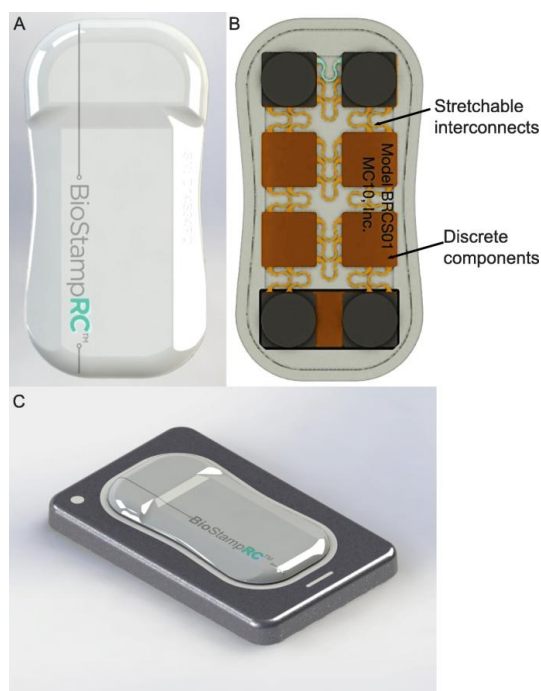 A
BioStampRC™
B
Stretchable
interconnects
Model BRCS01
MC10, Inc.
Discrete
components
C
BioStampRC™